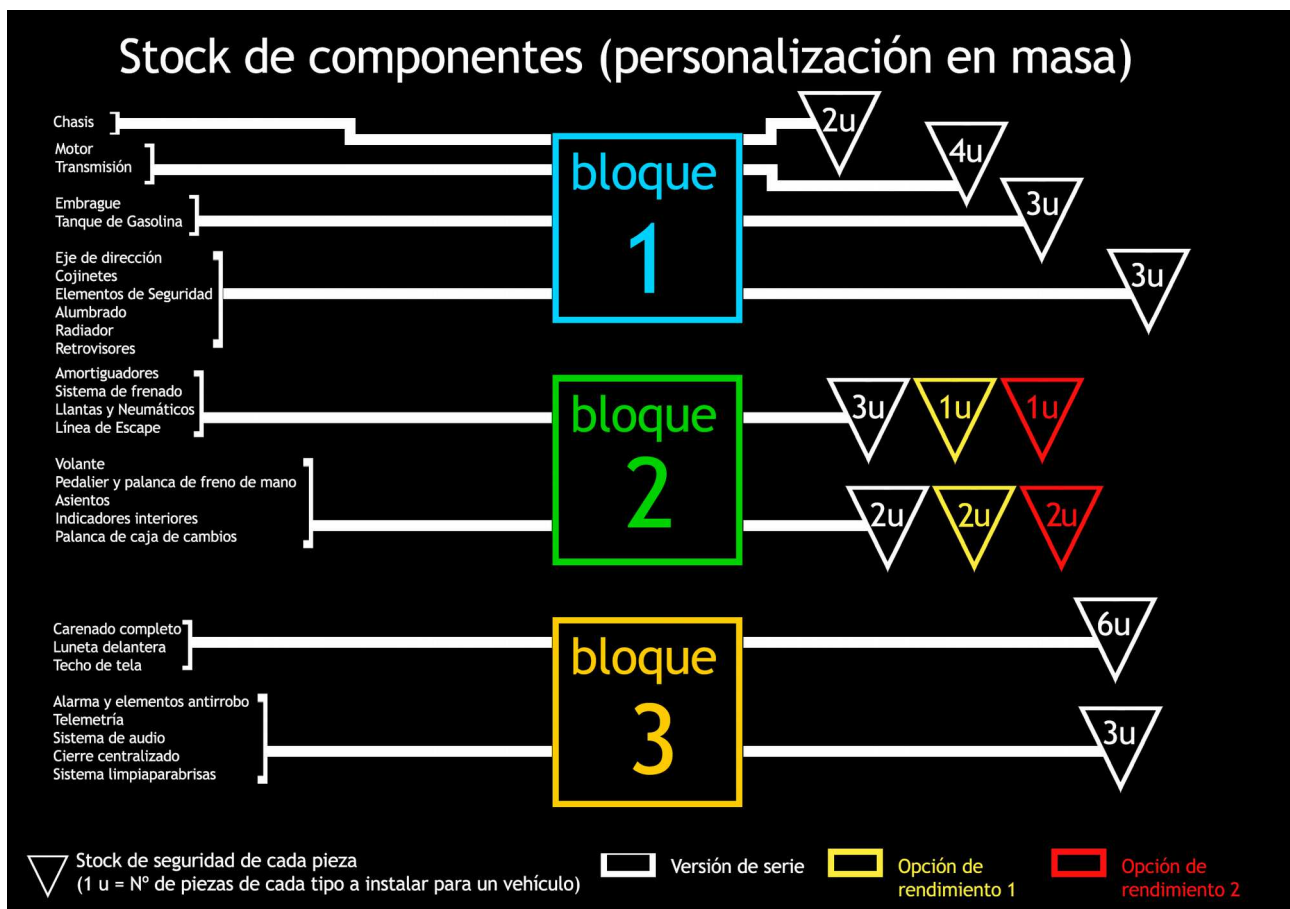 Stock de componentes (personalización en masa)
Chasis
Motor
Transmisión
Embrague
Tanque de Gasolina
Eje de dirección
Cojinetes
Elementos de Seguridad
Alumbrado
Radiador
Retrovisores
bloque
1
2u
4u
3u
3u
Amortiguadores
Sistema de frenado
Llantas y Neumáticos
Línea de Escape
Volante
Pedalier y palanca de freno de mano
Asientos
Indicadores interiores
Palanca de caja de cambios
bloque
2
3u 1u 1u
2u 2u 2u
Carenado completo
Luneta delantera
Techo de tela
Alarma y elementos antirrobo
Telemetría
Sistema de audio
Cierre centralizado
Sistema limpiaparabrisas
bloque
3
6u
3u
Stock de seguridad de cada pieza
(1 u = Nº de piezas de cada tipo a instalar para un vehículo)
Versión de serie
Opción de
rendimiento 1
Opción de
rendimiento 2